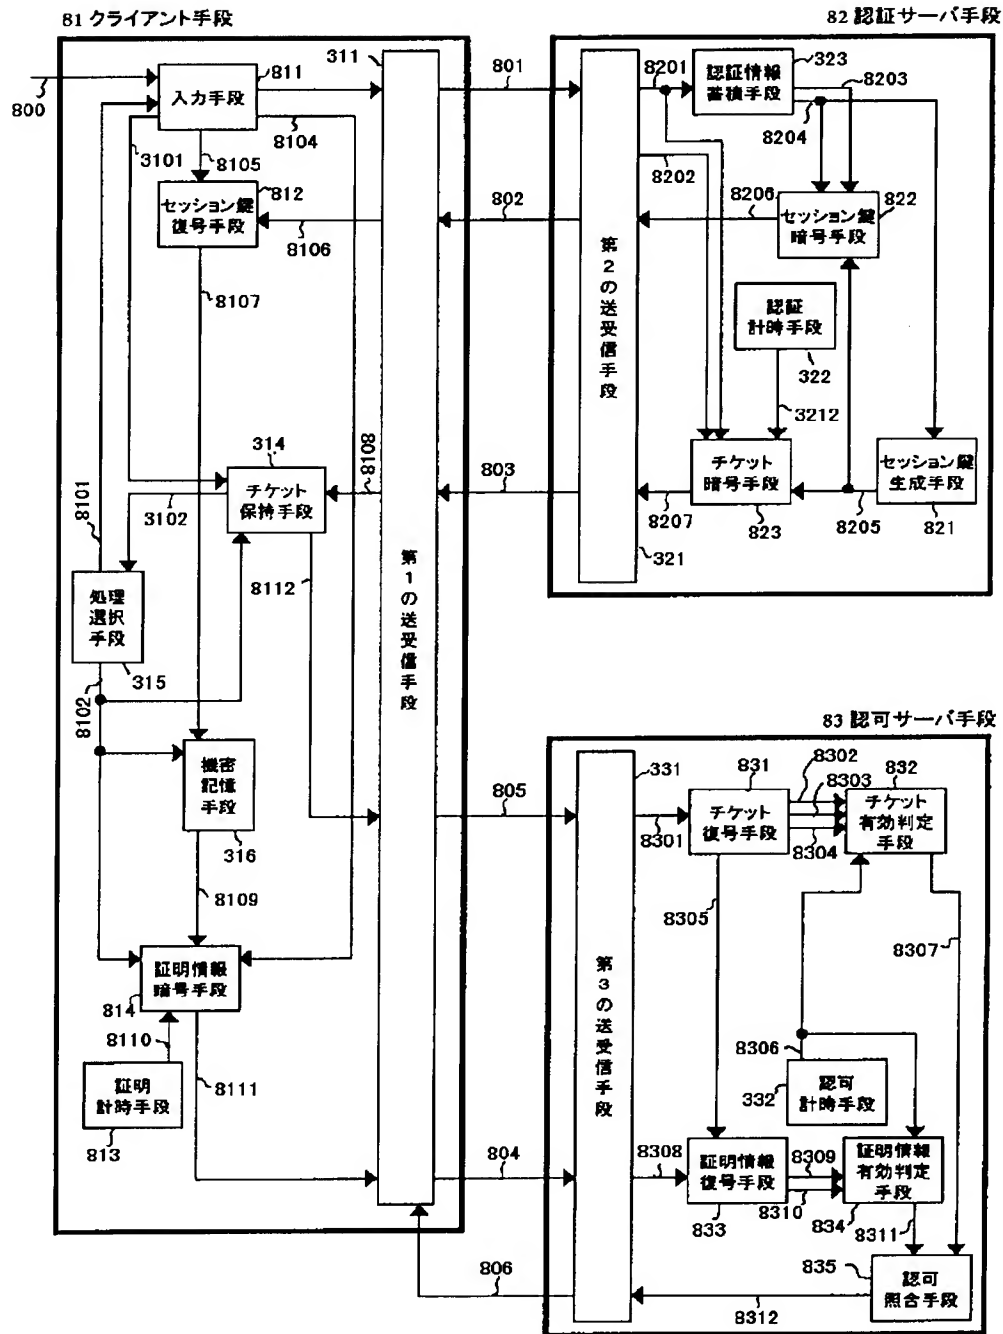 81 クライアント手段
311
811
入力手段
800
3101
8104
8105
812
セッション鍵
復号手段
8106
8107
314
チケット
保持手段
3102
8101
8108
8112
処理
選択
手段
315
8102
第1の送受信手段
機密
記憶
手段
316
8109
証明情報
暗号手段
814
8110
証明
計時手段
813
8111
801
802
803
805
804
806
82 認証サーバ手段
323
8201
認証情報
蓄積手段
8203
8204
8202
8206
822
セッション鍵
暗号手段
第2の送受信手段
認証
計時手段
322
3212
チケット
暗号手段
823
8207
8205
セッション鍵
生成手段
821
321
83 認可サーバ手段
331
831
8302
8303
832
チケット
復号手段
チケット
有効判定
手段
8301
8304
8305
8307
第3の送受信手段
8306
332
認可
計時手段
8308
証明情報
復号手段
833
8309
8310
証明情報
有効判定
手段
834
8311
835
認可
照合手段
8312